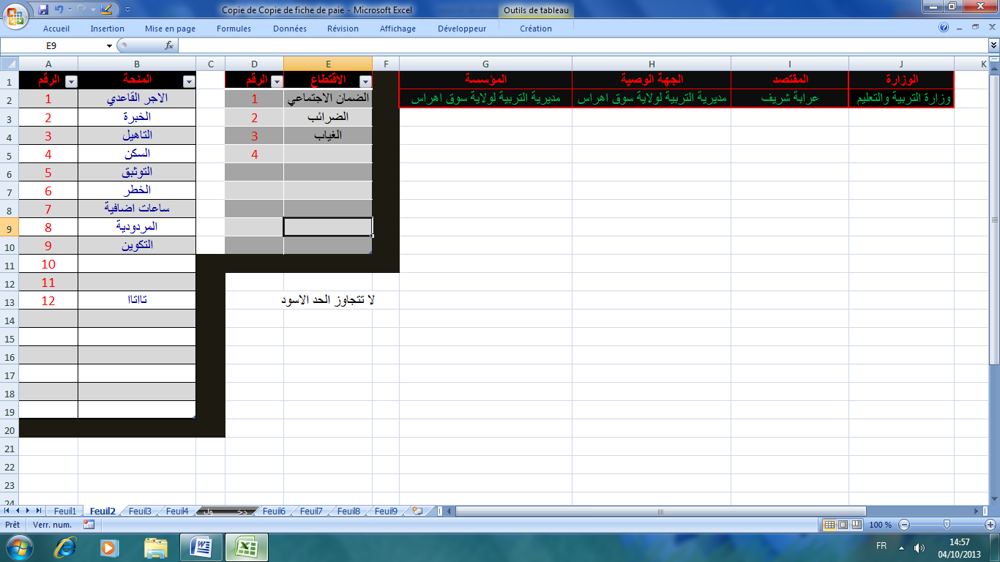 Copie de Copie de fiche de paie - Microsoft Excel
Outils de tableau
Accueil Insertion Mise en page Formules Données Révision Affichage Développeur Création
E9 fx
A B C D E F G H I J K
1 الرقم المنحة الرقم الإقتطاع المؤسسة الجهة الوصية المقتصد الوزارة
2 1 الاجر القاعدي 1 الضمان الاجتماعي مديرية التربية لولاية سوق اهراس مديرية التربية لولاية سوق اهراس عرابة شريف وزارة التربية والتعليم
3 2 الخبرة 2 الضرائب
4 3 التاهيل 3 الغياب
5 4 السكن 4
6 5 التوثيق
7 6 الخطر
8 7 ساعات اضافية
9 8 المردودية
10 9 التكوين
11 10
12 11
13 12 تااتاا لا تتجاوز الحد الاسود
14
15
16
17
18
19
20
21
22
23
24
Feuil1 Feuil2 Feuil3 Feuil4 دخـــــــول Feuil6 Feuil7 Feuil8 Feuil9
Prêt Verr. num. 100 %
FR 14:57
04/10/2013